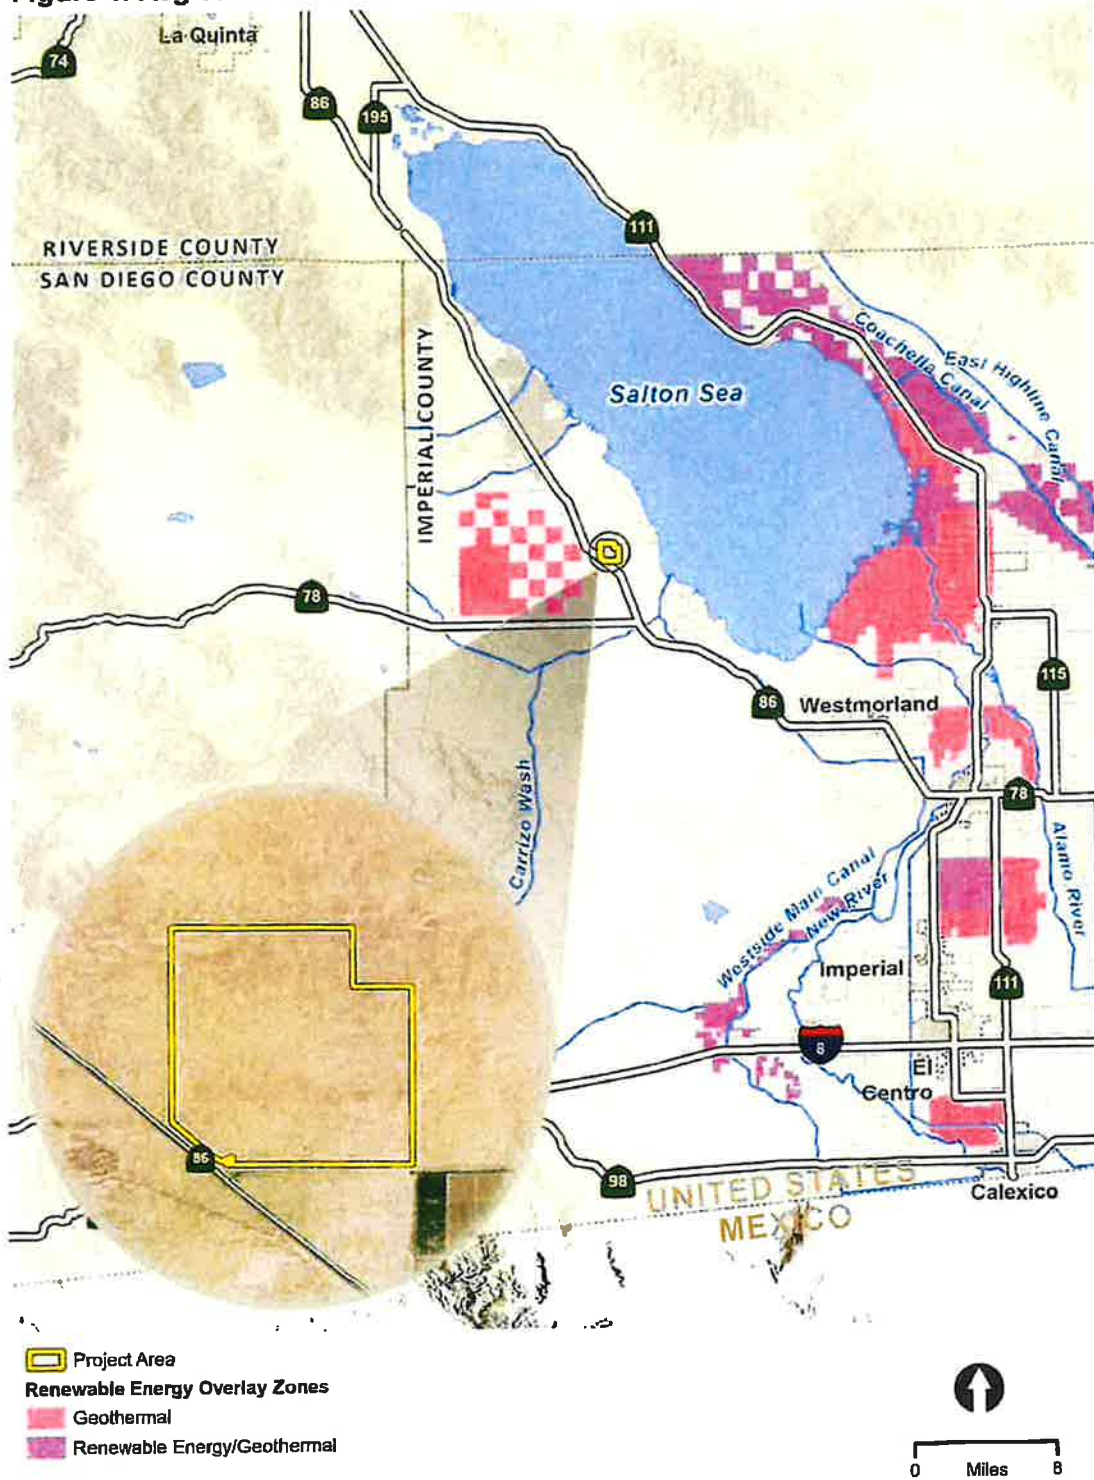 La Quinta
74
86
195
111
RIVERSIDE COUNTY
SAN DIEGO COUNTY
IMPERIAL COUNTY
Coachella Canal
East Highline Canal
Salton Sea
78
115
86
Westmorland
78
Carrizo Wash
Alamo River
Westside Main Canal
New River
Imperial
111
8
El
Centro
86
98
UNITED STATES
MEXICO
Calexico
Project Area
Renewable Energy Overlay Zones
Geothermal
Renewable Energy/Geothermal
0 Miles 8